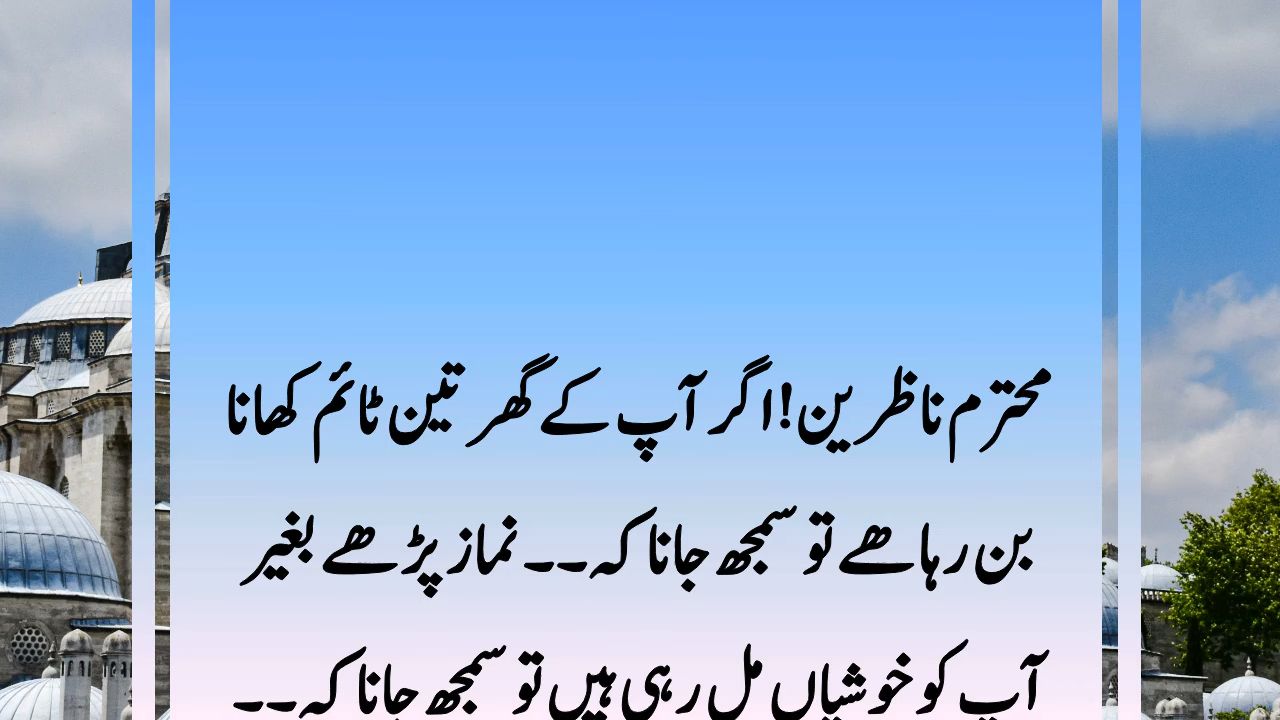 محترم ناظرین!اگر آپ کے گھر تین ٹائم کھانا
بن رہا ھے تو سمجھ جانا کہ۔۔نماز پڑھے بغیر
آپ کو خوشیاں مل رہی ہیں تو سمجھ جانا کہ۔۔